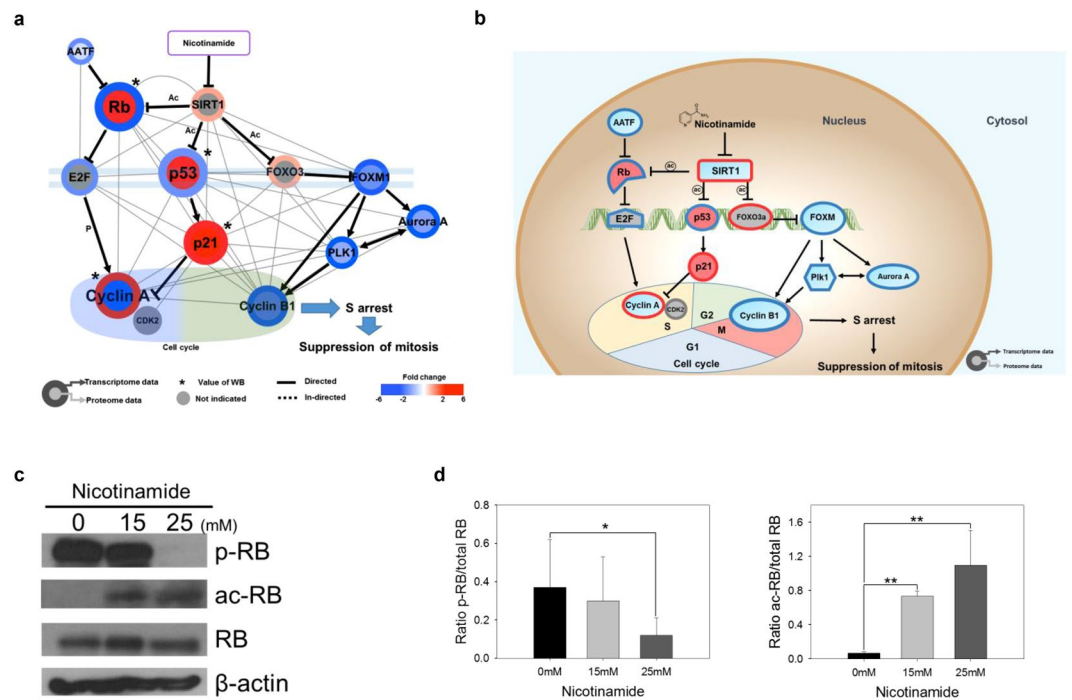 a
AATF
Nicotinamide
Rb
*
Ac
SIRT1
Ac
Ac
E2F
p53
*
FOXO3
FOXM1
Aurora A
P
p21
*
PLK1
*
Cyclin A
CDK2
Cyclin B1
S arrest
Cell cycle
Suppression of mitosis
Transcriptome data
Proteome data
* Value of WB
Not indicated
Directed
In-directed
Fold change
-6 -2 2 6
b
Nucleus
Cytosol
AATF
Nicotinamide
N
O
NH2
Rb
ac
SIRT1
ac
ac
E2F
p53
FOXO3a
FOXM
p21
Plk1
Aurora A
Cyclin A
CDK2
S
G2
M
G1
Cyclin B1
Cell cycle
S arrest
Suppression of mitosis
Transcriptome data
Proteome data
c
Nicotinamide
0 15 25 (mM)
p-RB
ac-RB
RB
β-actin
d
Ratio p-RB/total RB
0.8
0.6
0.4
0.2
0.0
*
0mM 15mM 25mM
Nicotinamide
Ratio ac-RB/total RB
1.6
1.2
0.8
0.4
0.0
**
**
0mM 15mM 25mM
Nicotinamide